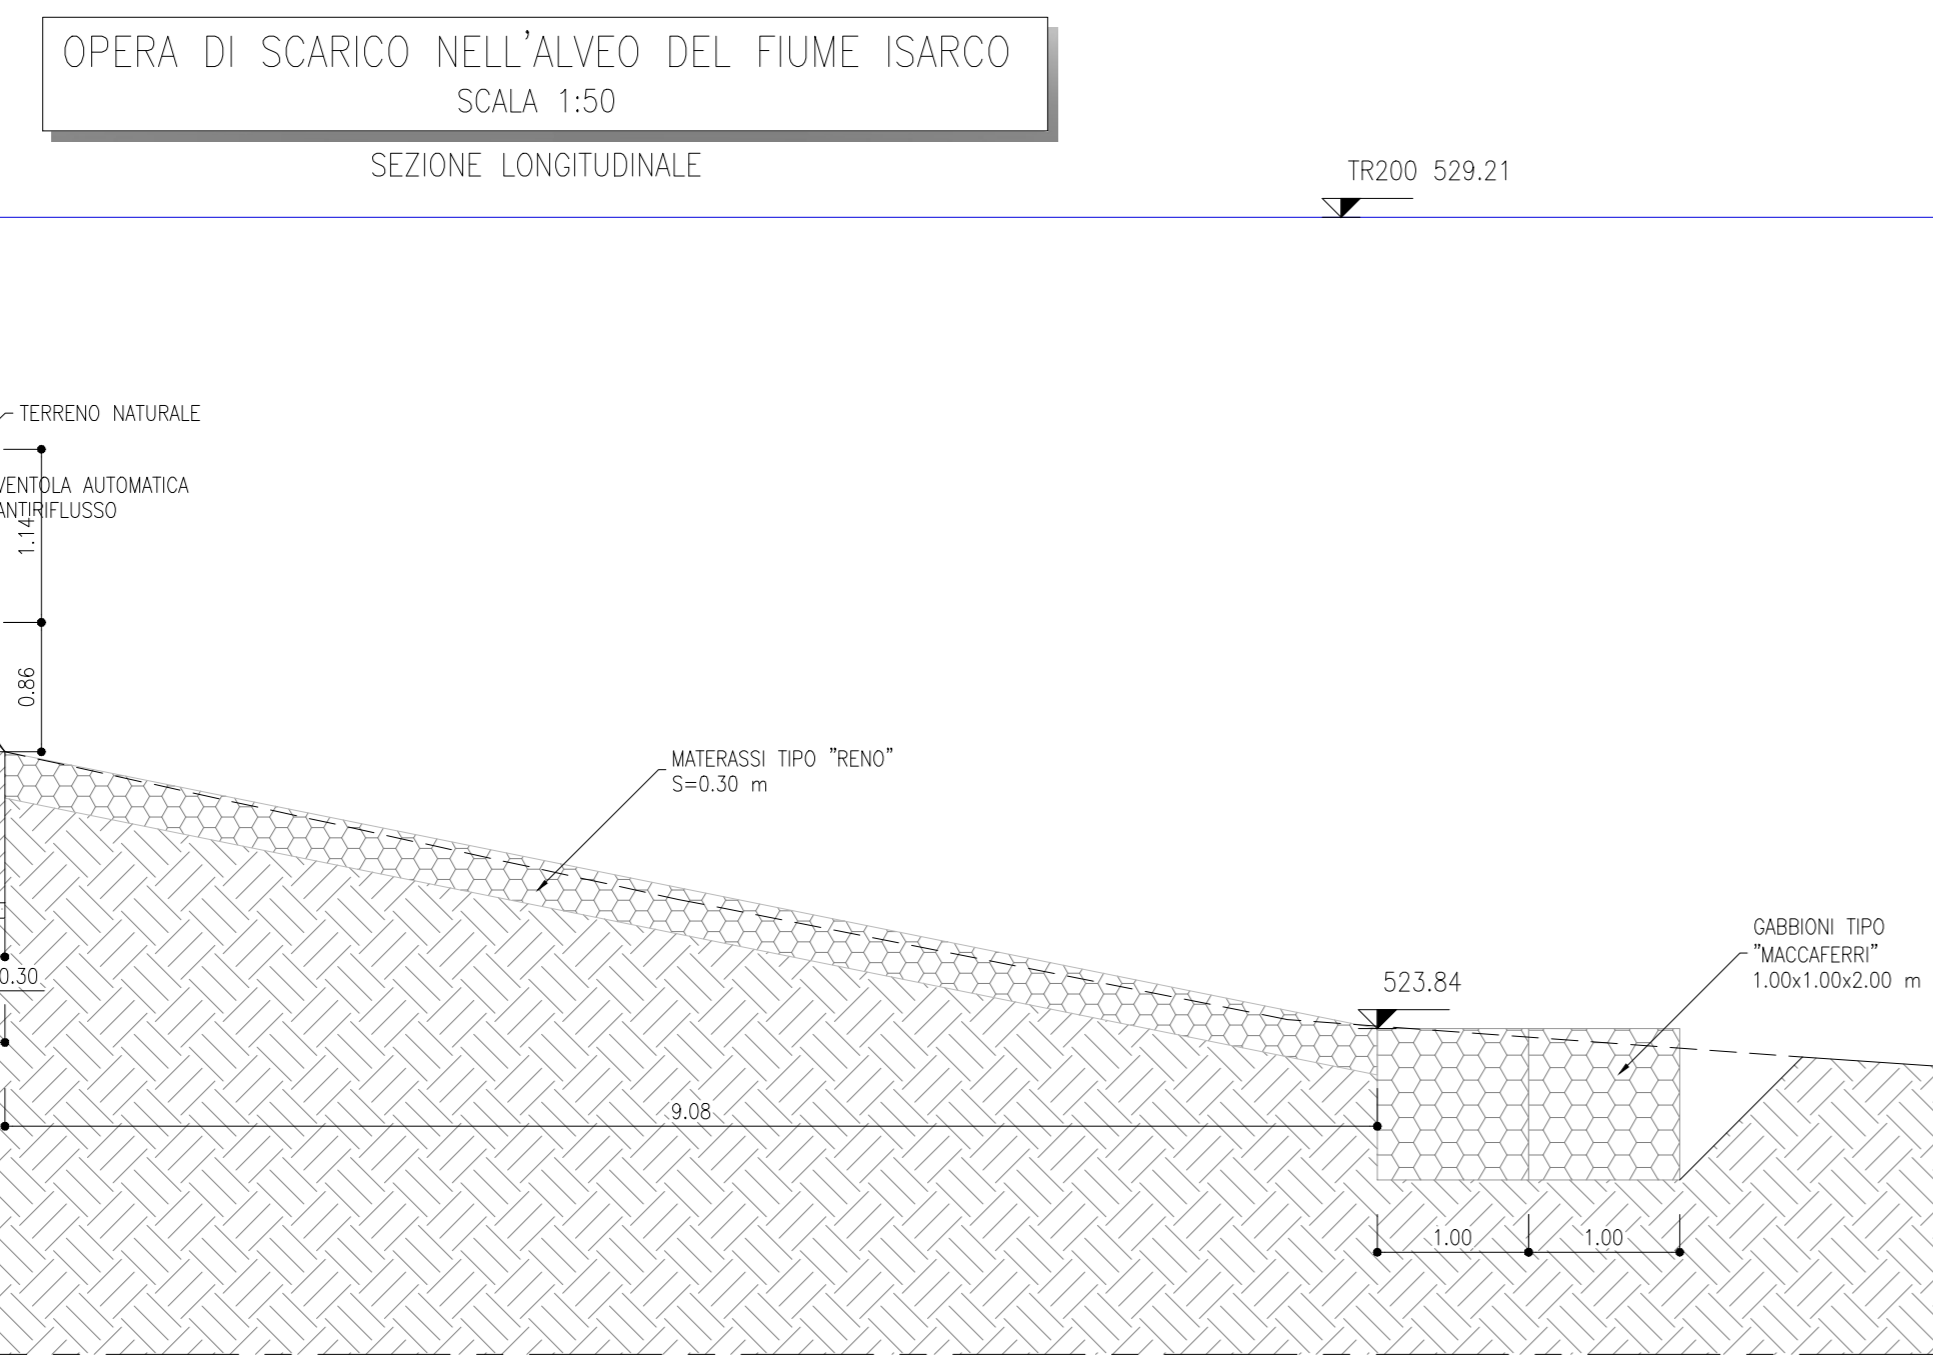 OPERA DI SCARICO NELL'ALVEO DEL FIUME ISARCO
SCALA 1:50
SEZIONE LONGITUDINALE
TR200 529.21
TERRENO NATURALE
VENTOLA AUTOMATICA
ANTIRIFLUSSO
1.14
0.86
MATERASSI TIPO "RENO"
S=0.30 m
GABBIONI TIPO
"MACCAFERRI"
1.00x1.00x2.00 m
523.84
0.30
9.08
1.00
1.00